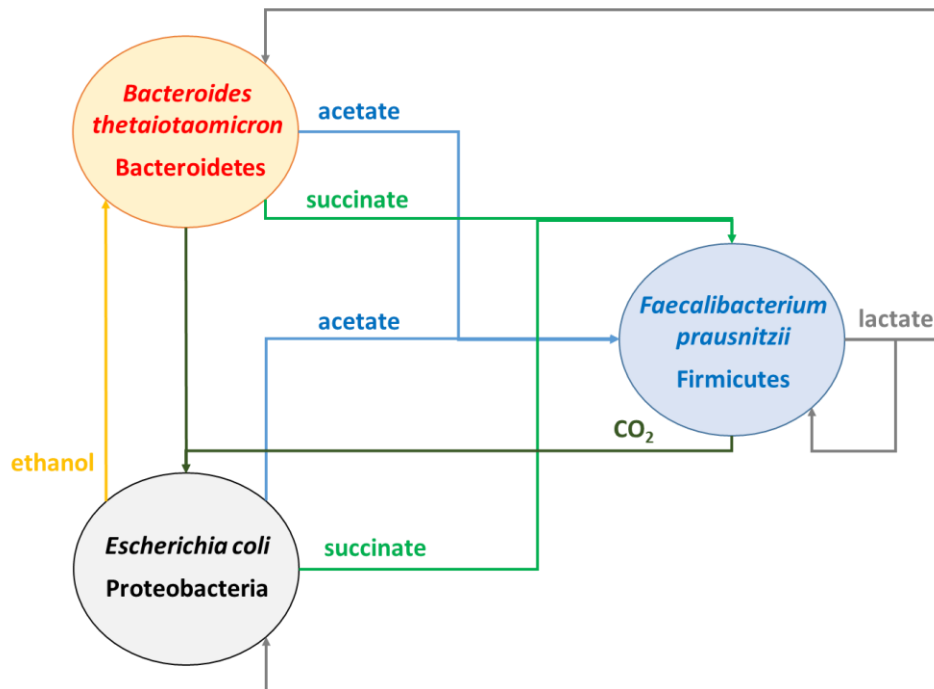 Bacteroides
thetaiotaomicron
Bacteroidetes
acetate
succinate
acetate
Faecalibacterium
prausnitzii
Firmicutes
lactate
CO₂
ethanol
Escherichia coli
Proteobacteria
succinate